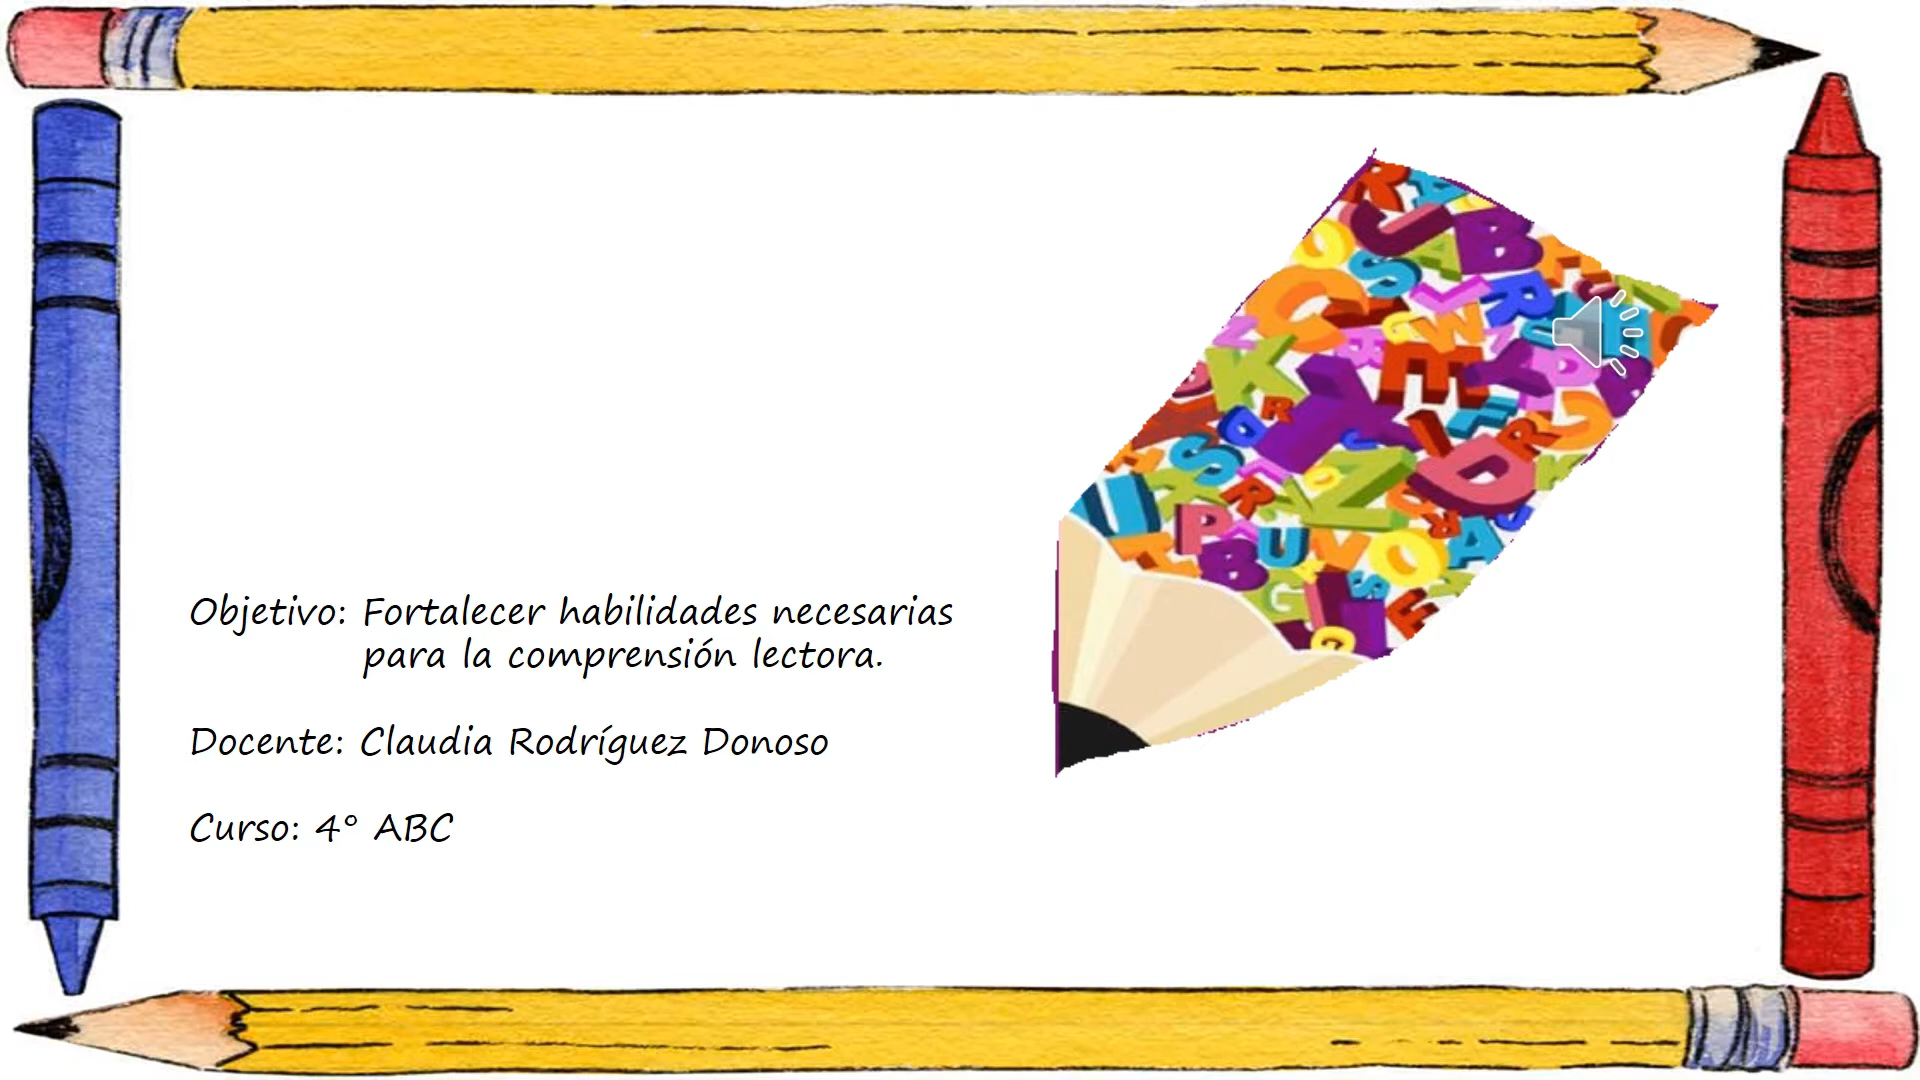 Objetivo: Fortalecer habilidades necesarias
para la comprensión lectora.
Docente: Claudia Rodríguez Donoso
Curso: 4° ABC